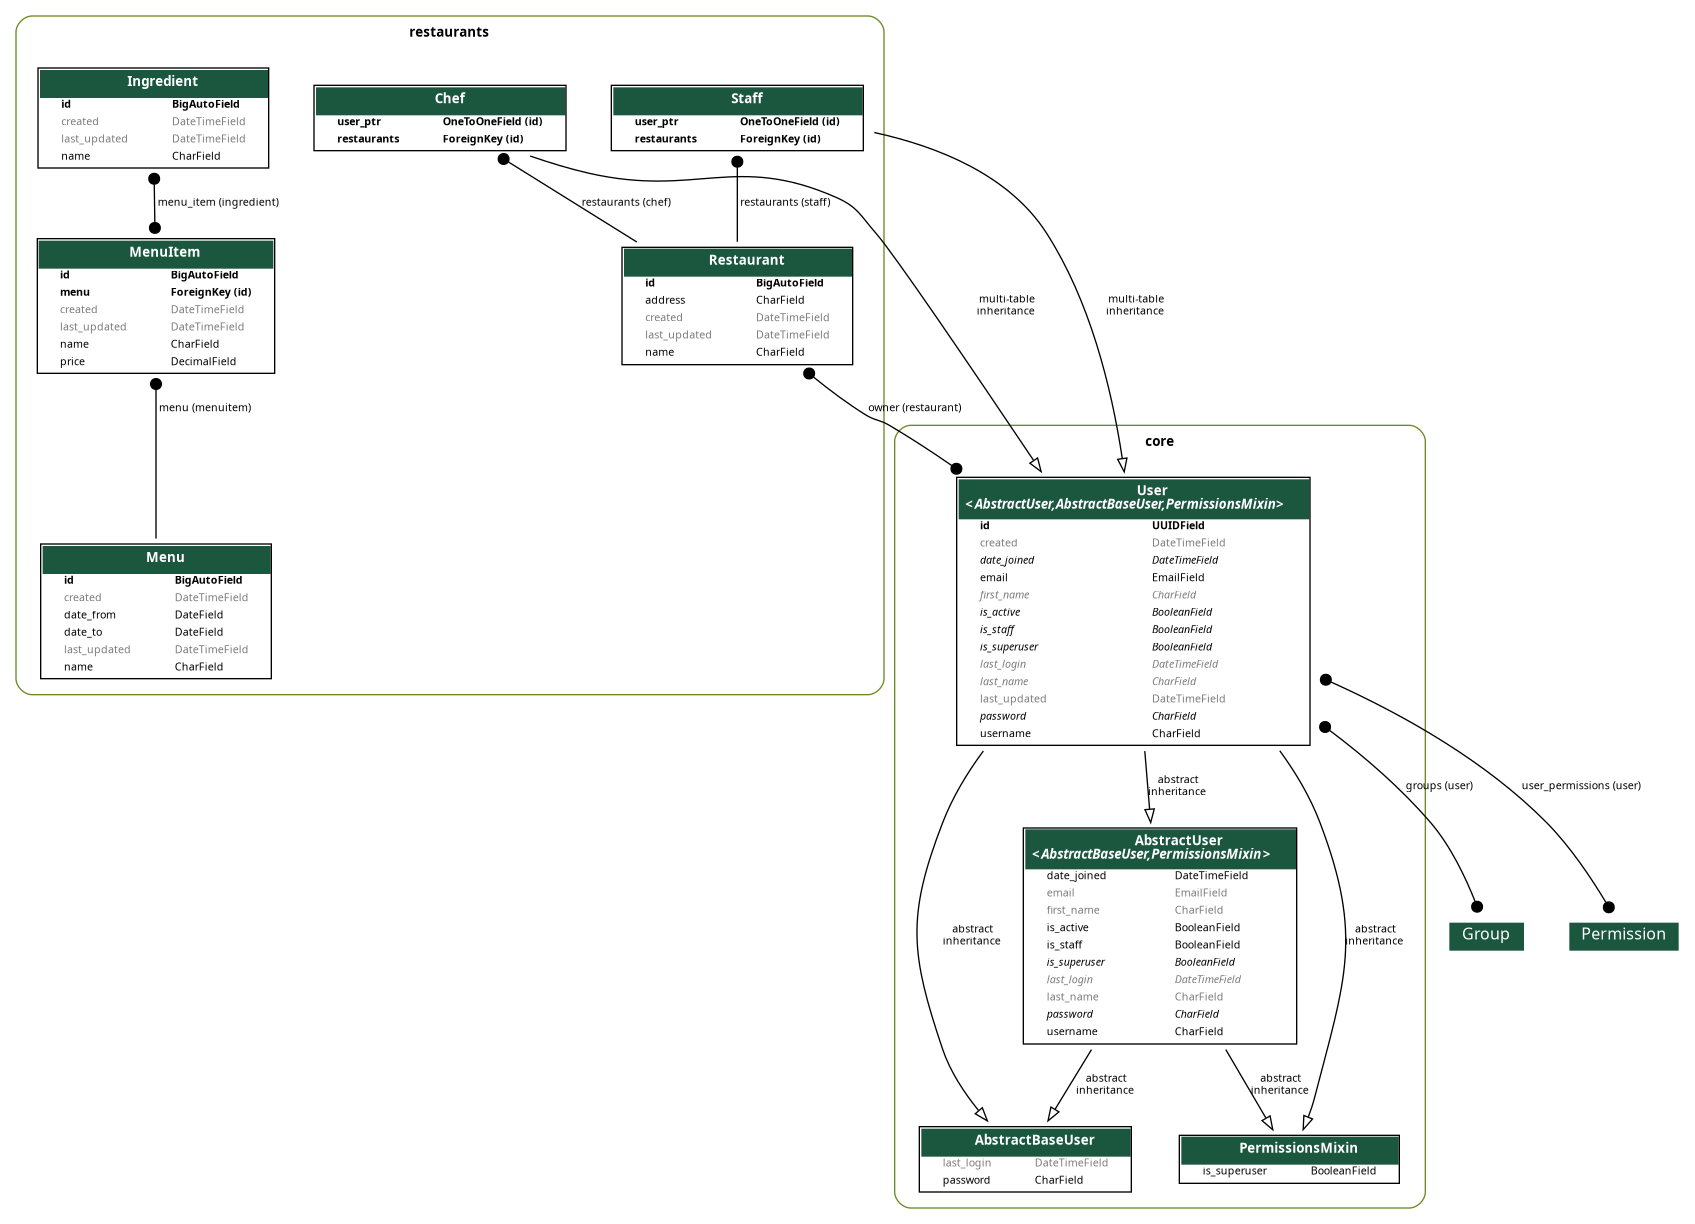 restaurants
Ingredient
id BigAutoField
created DateTimeField
last_updated DateTimeField
name CharField
Chef
user_ptr OneToOneField (id)
restaurants ForeignKey (id)
Staff
user_ptr OneToOneField (id)
restaurants ForeignKey (id)
menu_item (ingredient)
restaurants (chef)
restaurants (staff)
MenuItem
id BigAutoField
menu ForeignKey (id)
created DateTimeField
last_updated DateTimeField
name CharField
price DecimalField
Restaurant
id BigAutoField
address CharField
created DateTimeField
last_updated DateTimeField
name CharField
multi-table
inheritance
multi-table
inheritance
menu (menuitem)
owner (restaurant)
Menu
id BigAutoField
created DateTimeField
date_from DateField
date_to DateField
last_updated DateTimeField
name CharField
core
User
<AbstractUser,AbstractBaseUser,PermissionsMixin>
id UUIDField
created DateTimeField
date_joined DateTimeField
email EmailField
first_name CharField
is_active BooleanField
is_staff BooleanField
is_superuser BooleanField
last_login DateTimeField
last_name CharField
last_updated DateTimeField
password CharField
username CharField
abstract
inheritance
groups (user)
user_permissions (user)
AbstractUser
<AbstractBaseUser,PermissionsMixin>
date_joined DateTimeField
email EmailField
first_name CharField
is_active BooleanField
is_staff BooleanField
is_superuser BooleanField
last_login DateTimeField
last_name CharField
password CharField
username CharField
abstract
inheritance
abstract
inheritance
Group
Permission
abstract
inheritance
abstract
inheritance
AbstractBaseUser
last_login DateTimeField
password CharField
PermissionsMixin
is_superuser BooleanField